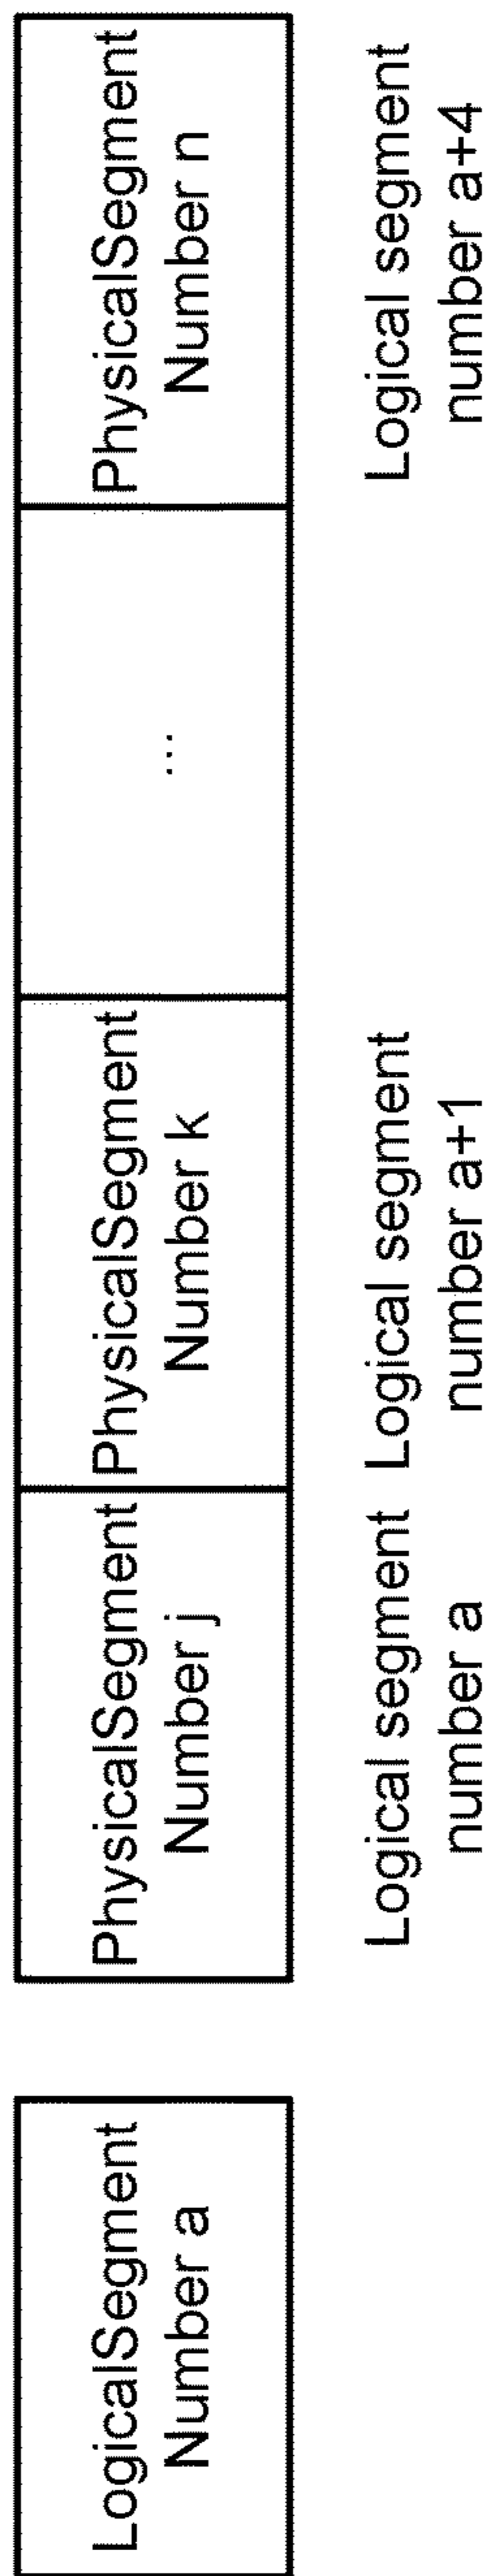 LogicalSegment
Number a
PhysicalSegment
Number j
PhysicalSegment
Number k
...
PhysicalSegment
Number n
Logical segment
number a
Logical segment
number a+1
Logical segment
number a+4